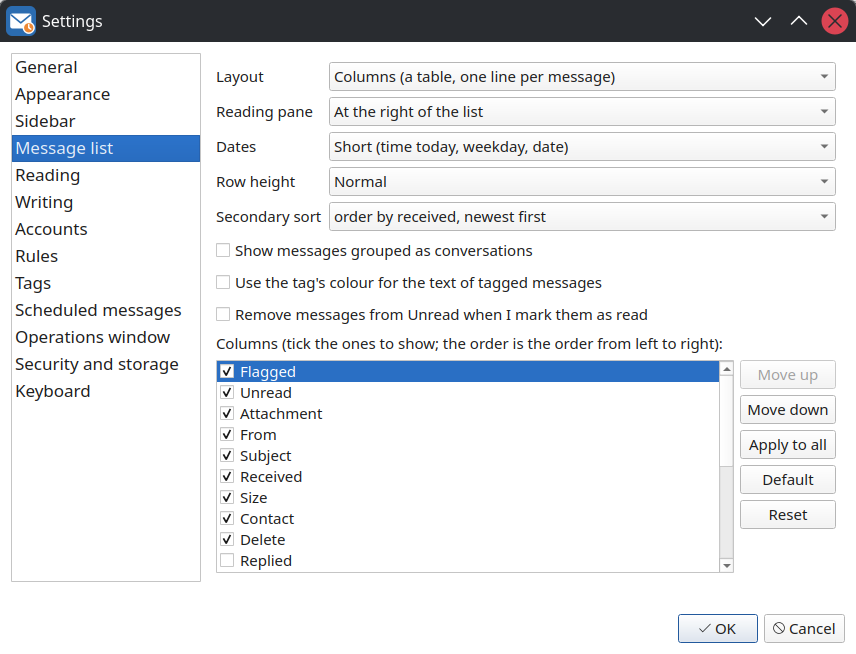 Settings
General
Appearance
Sidebar
Message list
Reading
Writing
Accounts
Rules
Tags
Scheduled messages
Operations window
Security and storage
Keyboard
Layout Columns (a table, one line per message)
Reading pane At the right of the list
Dates Short (time today, weekday, date)
Row height Normal
Secondary sort order by received, newest first
Show messages grouped as conversations
Use the tag's colour for the text of tagged messages
Remove messages from Unread when I mark them as read
Columns (tick the ones to show; the order is the order from left to right):
Flagged
Unread
Attachment
From
Subject
Received
Size
Contact
Delete
Replied
Move up
Move down
Apply to all
Default
Reset
OK Cancel